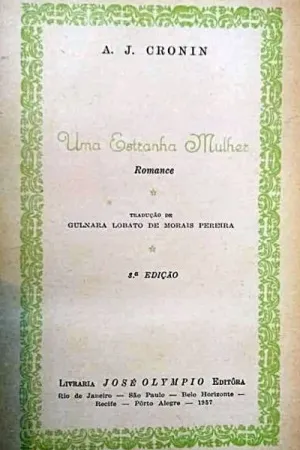 A. J. CRONIN
Uma Estranha Mulher
Romance
TRADUÇÃO DE
GULNARA LOBATO DE MORAIS PEREIRA
3.ª EDIÇÃO
LIVRARIA JOSÉ OLYMPIO EDITÔRA
Rio de Janeiro — São Paulo — Belo Horizonte —
Recife — Pôrto Alegre — 1957